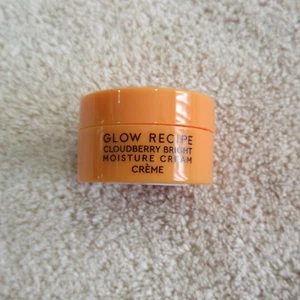 GLOW RECIPE
CLOUDBERRY BRIGHT
MOISTURE CREAM
CRÈME